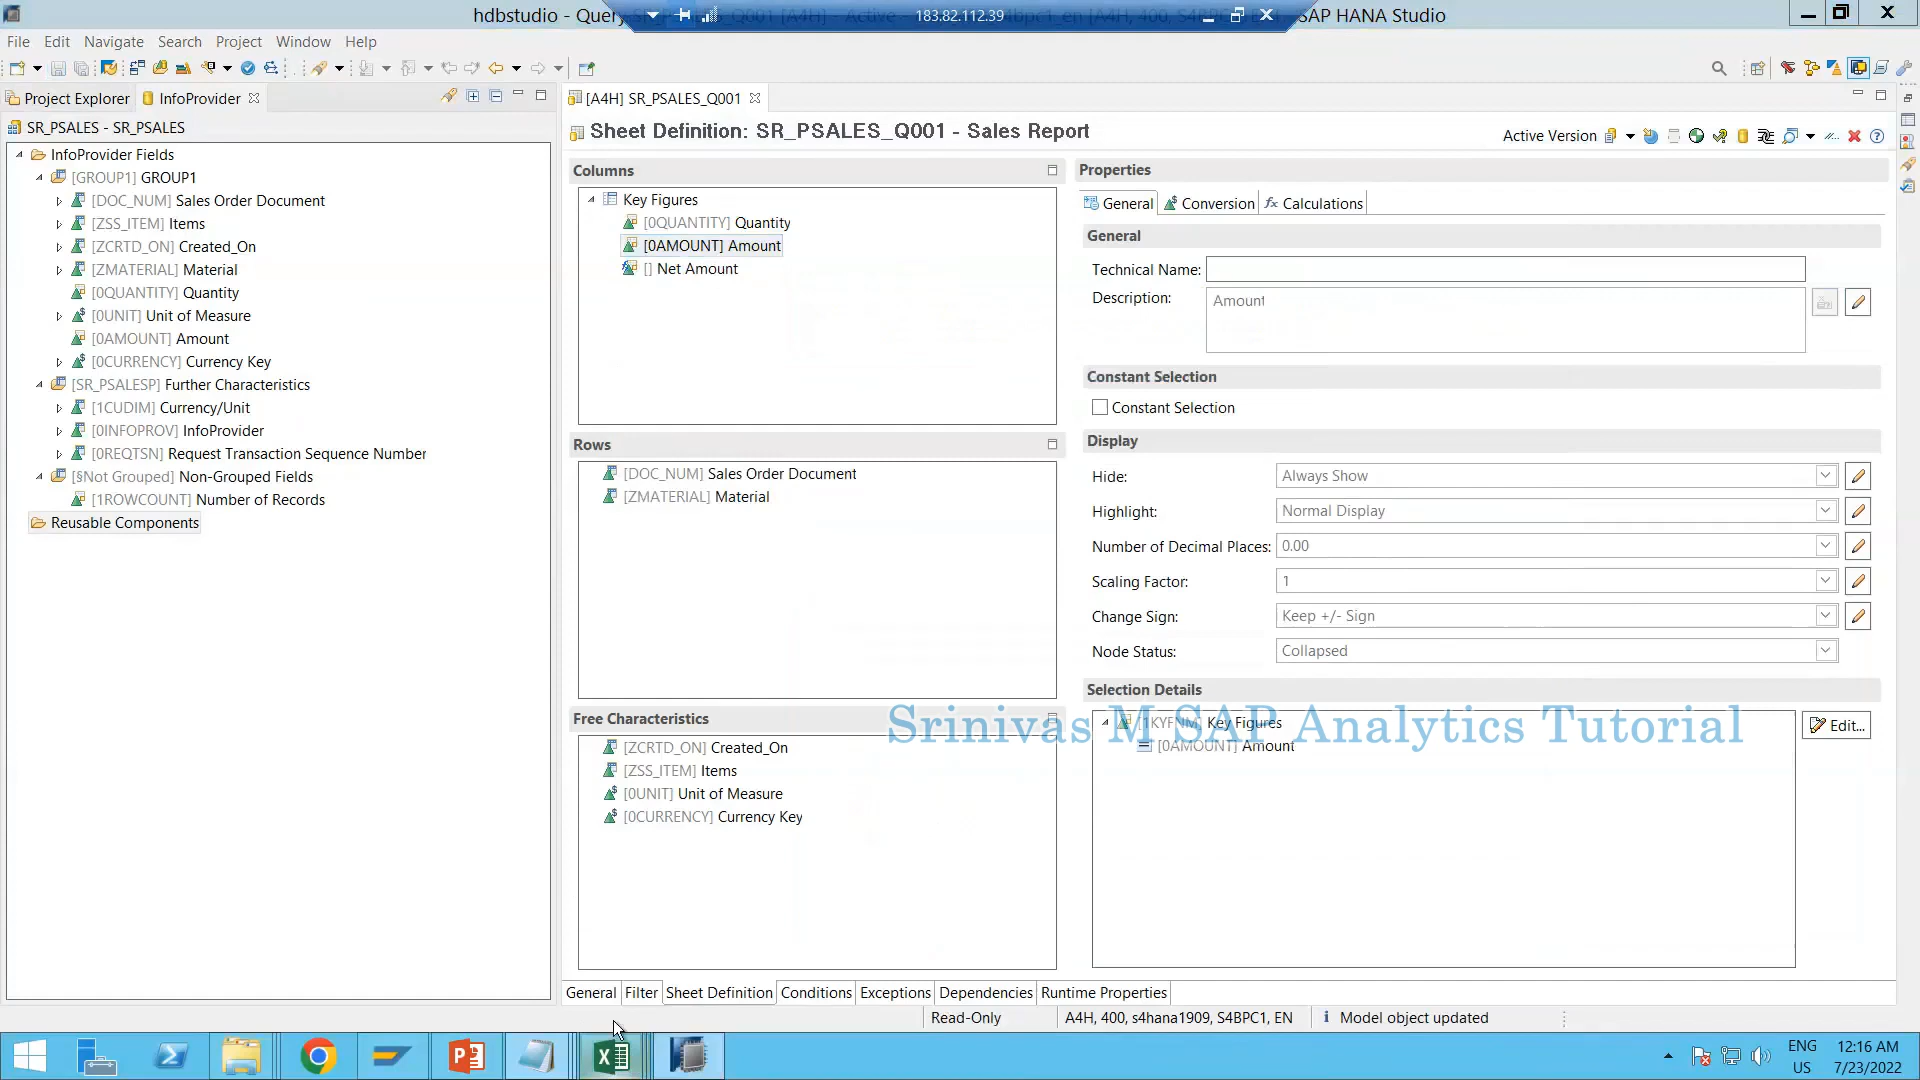 hdbstudio - Query
183.82.112.39
SAP HANA Studio
File Edit Navigate Search Project Window Help
Project Explorer InfoProvider
[A4H] SR_PSALES_Q001
SR_PSALES - SR_PSALES
InfoProvider Fields
[GROUP1] GROUP1
[DOC_NUM] Sales Order Document
[ZSS_ITEM] Items
[ZCRTD_ON] Created_On
[ZMATERIAL] Material
[0QUANTITY] Quantity
[0UNIT] Unit of Measure
[0AMOUNT] Amount
[0CURRENCY] Currency Key
[SR_PSALESP] Further Characteristics
[1CUDIM] Currency/Unit
[0INFOPROV] InfoProvider
[0REQTSN] Request Transaction Sequence Number
[§Not Grouped] Non-Grouped Fields
[1ROWCOUNT] Number of Records
Reusable Components
Sheet Definition: SR_PSALES_Q001 - Sales Report
Active Version
Columns
Key Figures
[0QUANTITY] Quantity
[0AMOUNT] Amount
[] Net Amount
Rows
[DOC_NUM] Sales Order Document
[ZMATERIAL] Material
Free Characteristics
[ZCRTD_ON] Created_On
[ZSS_ITEM] Items
[0UNIT] Unit of Measure
[0CURRENCY] Currency Key
Properties
General Conversion Calculations
General
Technical Name:
Description: Amount
Constant Selection
Constant Selection
Display
Hide: Always Show
Highlight: Normal Display
Number of Decimal Places: 0.00
Scaling Factor: 1
Change Sign: Keep +/- Sign
Node Status: Collapsed
Selection Details
[1KYFNM] Key Figures
[0AMOUNT] Amount
Edit...
Srinivas M SAP Analytics Tutorial
General Filter Sheet Definition Conditions Exceptions Dependencies Runtime Properties
Read-Only A4H, 400, s4hana1909, S4BPC1, EN Model object updated
ENG 12:16 AM
US 7/23/2022